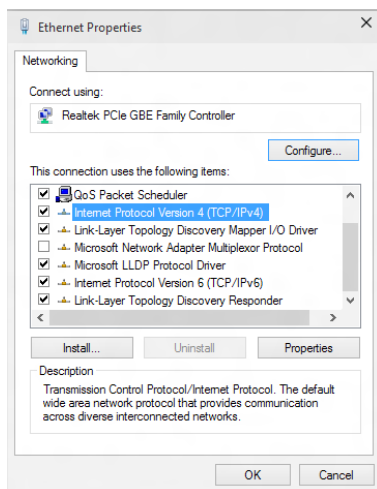 Ethernet Properties
Networking
Connect using:
Realtek PCIe GBE Family Controller
Configure...
This connection uses the following items:
QoS Packet Scheduler
Internet Protocol Version 4 (TCP/IPv4)
Link-Layer Topology Discovery Mapper I/O Driver
Microsoft Network Adapter Multiplexor Protocol
Microsoft LLDP Protocol Driver
Internet Protocol Version 6 (TCP/IPv6)
Link-Layer Topology Discovery Responder
Install... Uninstall Properties
Description
Transmission Control Protocol/Internet Protocol. The default
wide area network protocol that provides communication
across diverse interconnected networks.
OK Cancel